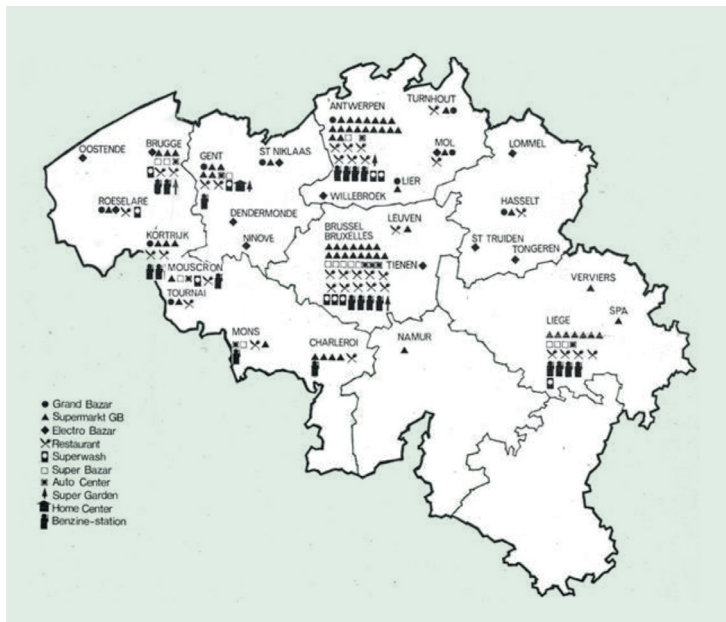 ANTWERPEN
TURNHOUT
OOSTENDE
BRUGGE
GENT
ST NIKLAAS
MOL
LOMMEL
LIER
ROESELARE
WILLEBROEK
HASSELT
DENDERMONDE
LEUVEN
KORTRIJK
NINOVE
BRUSSEL
BRUXELLES
ST TRUIDEN
TONGEREN
MOUSCRON
TIENEN
VERVIERS
TOURNAI
SPA
LIEGE
MONS
CHARLEROI
NAMUR
Grand Bazar
Supermarkt GB
Electro Bazar
Restaurant
Superwash
Super Bazar
Auto Center
Super Garden
Home Center
Benzine-station